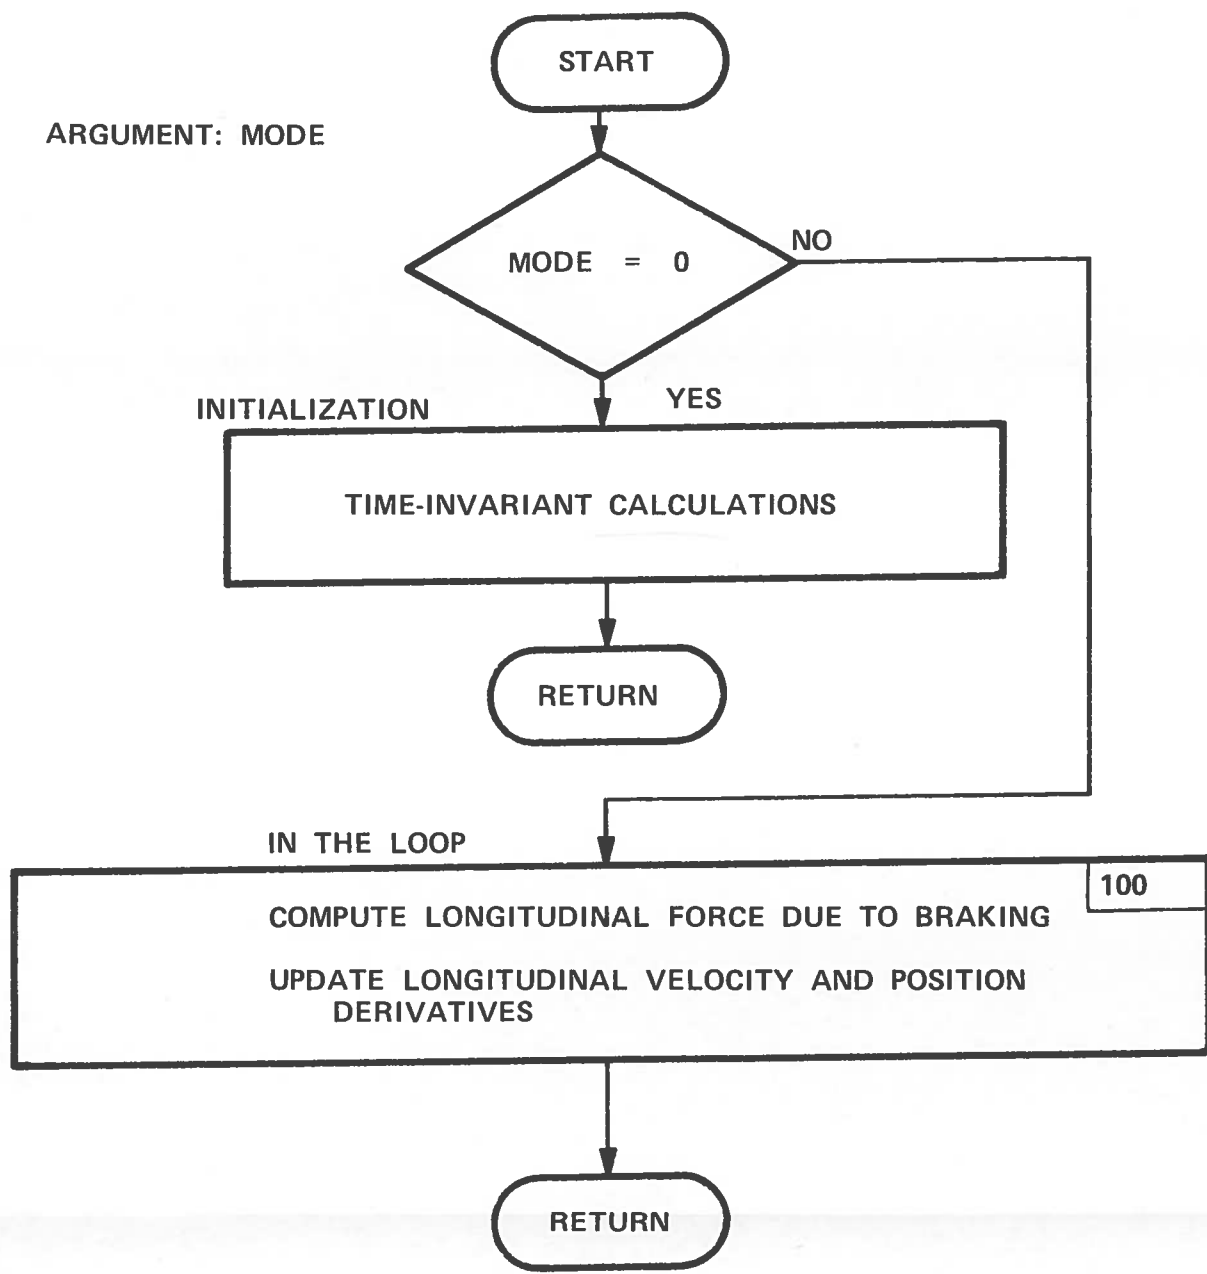 START
ARGUMENT: MODE
MODE = 0
NO
YES
INITIALIZATION
TIME-INVARIANT CALCULATIONS
RETURN
IN THE LOOP
100
COMPUTE LONGITUDINAL FORCE DUE TO BRAKING
UPDATE LONGITUDINAL VELOCITY AND POSITION
DERIVATIVES
RETURN